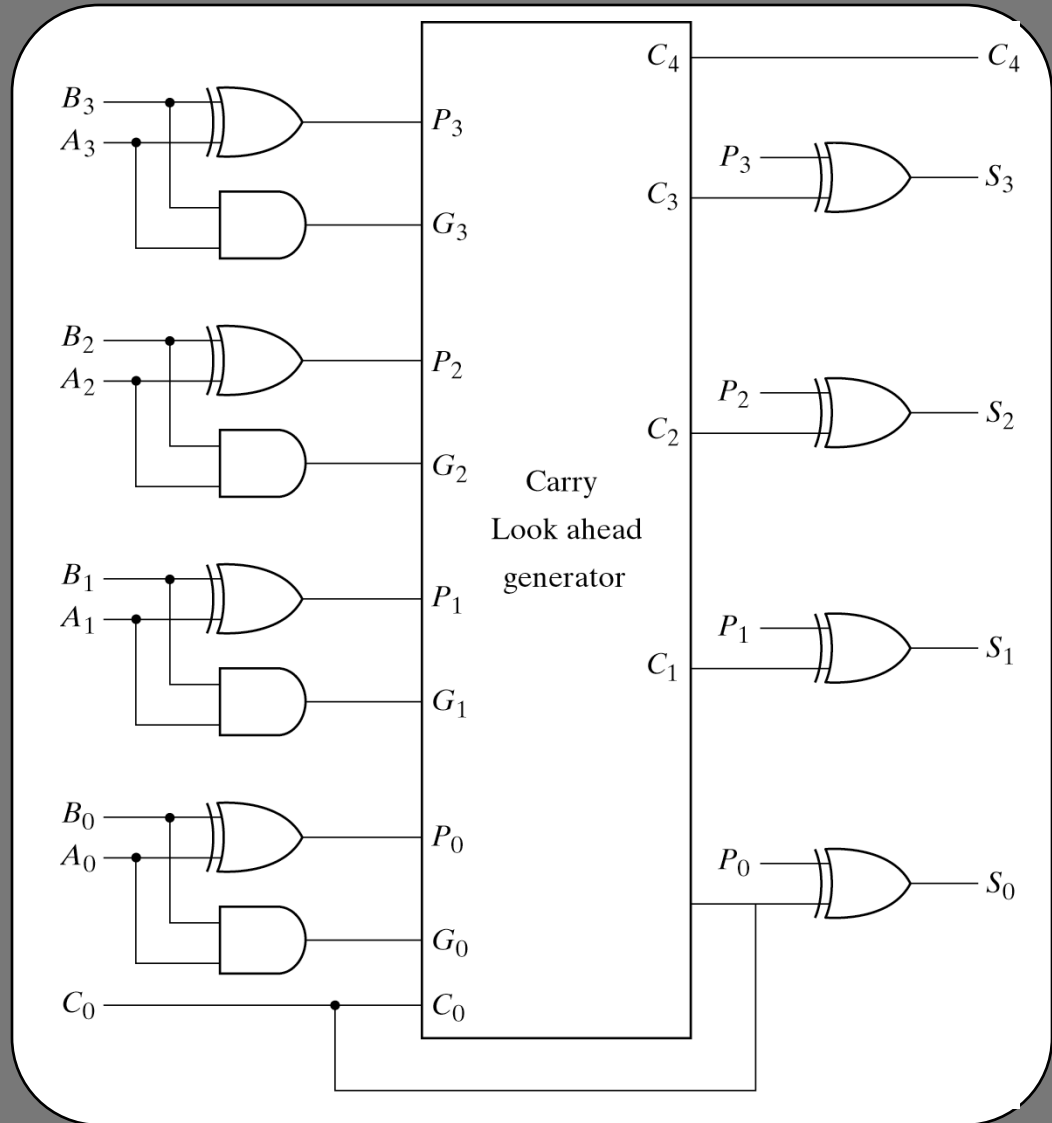 C₄
C₄
B₃
A₃
P₃
P₃
S₃
C₃
G₃
B₂
A₂
P₂
P₂
S₂
C₂
G₂
Carry
Look ahead
generator
B₁
A₁
P₁
P₁
S₁
C₁
G₁
B₀
A₀
P₀
P₀
S₀
G₀
C₀
C₀